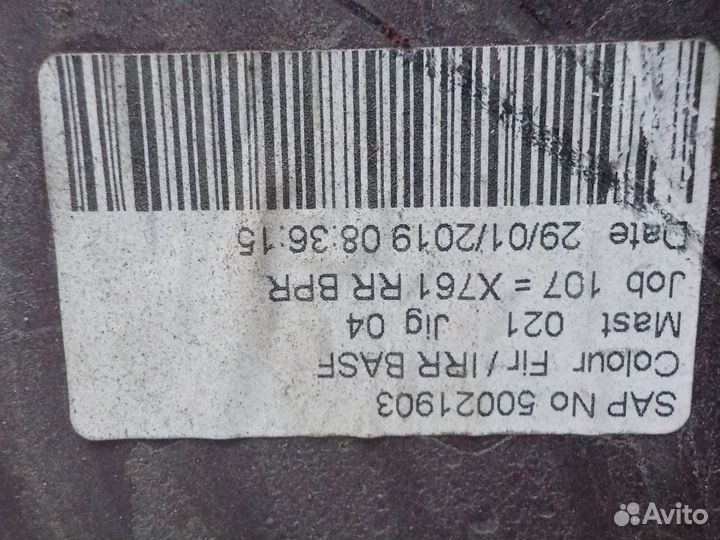 SAP No 50021903
Colour Fir / IRR BASF
Mast 021 Jig 04
Job 107 = X761 RR BPR
Date 29/01/2019 08:36:15
Avito